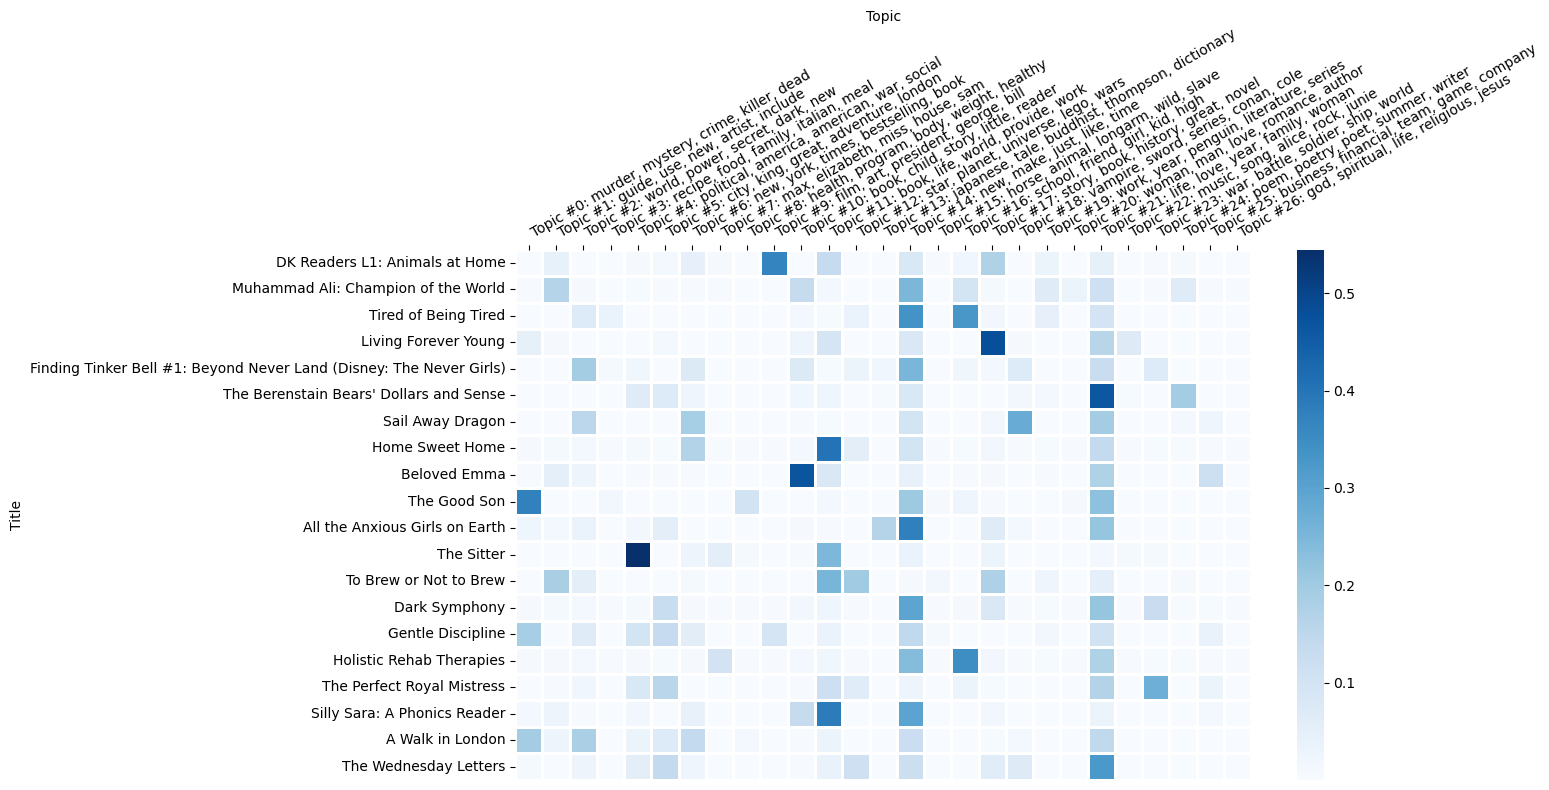 Topic
Topic #0: murder, mystery, crime, killer, dead
Topic #1: guide, use, new, artist, include
Topic #2: world, power, secret, dark, new
Topic #3: recipe, food, family, italian, meal
Topic #4: political, america, american, war, social
Topic #5: city, king, great, adventure, london
Topic #6: new, york, times, bestselling, book
Topic #7: max, elizabeth, miss, house, sam
Topic #8: health, program, body, weight, healthy
Topic #9: film, art, president, george, bill
Topic #10: book, child, story, little, reader
Topic #11: book, life, world, provide, work
Topic #12: star, planet, universe, lego, wars
Topic #13: japanese, tale, buddhist, thompson, dictionary
Topic #14: new, make, just, like, time
Topic #15: horse, animal, longarm, wild, slave
Topic #16: school, friend, girl, kid, high
Topic #17: story, book, history, great, novel
Topic #18: vampire, sword, series, conan, cole
Topic #19: work, year, penguin, literature, series
Topic #20: woman, man, love, romance, author
Topic #21: life, love, year, family, woman
Topic #22: music, song, alice, rock, junie
Topic #23: war, battle, soldier, ship, world
Topic #24: poem, poetry, poet, summer, writer
Topic #25: business, financial, team, game, company
Topic #26: god, spiritual, life, religious, jesus
Title
DK Readers L1: Animals at Home
Muhammad Ali: Champion of the World
Tired of Being Tired
Living Forever Young
Finding Tinker Bell #1: Beyond Never Land (Disney: The Never Girls)
The Berenstain Bears' Dollars and Sense
Sail Away Dragon
Home Sweet Home
Beloved Emma
The Good Son
All the Anxious Girls on Earth
The Sitter
To Brew or Not to Brew
Dark Symphony
Gentle Discipline
Holistic Rehab Therapies
The Perfect Royal Mistress
Silly Sara: A Phonics Reader
A Walk in London
The Wednesday Letters
0.5
0.4
0.3
0.2
0.1